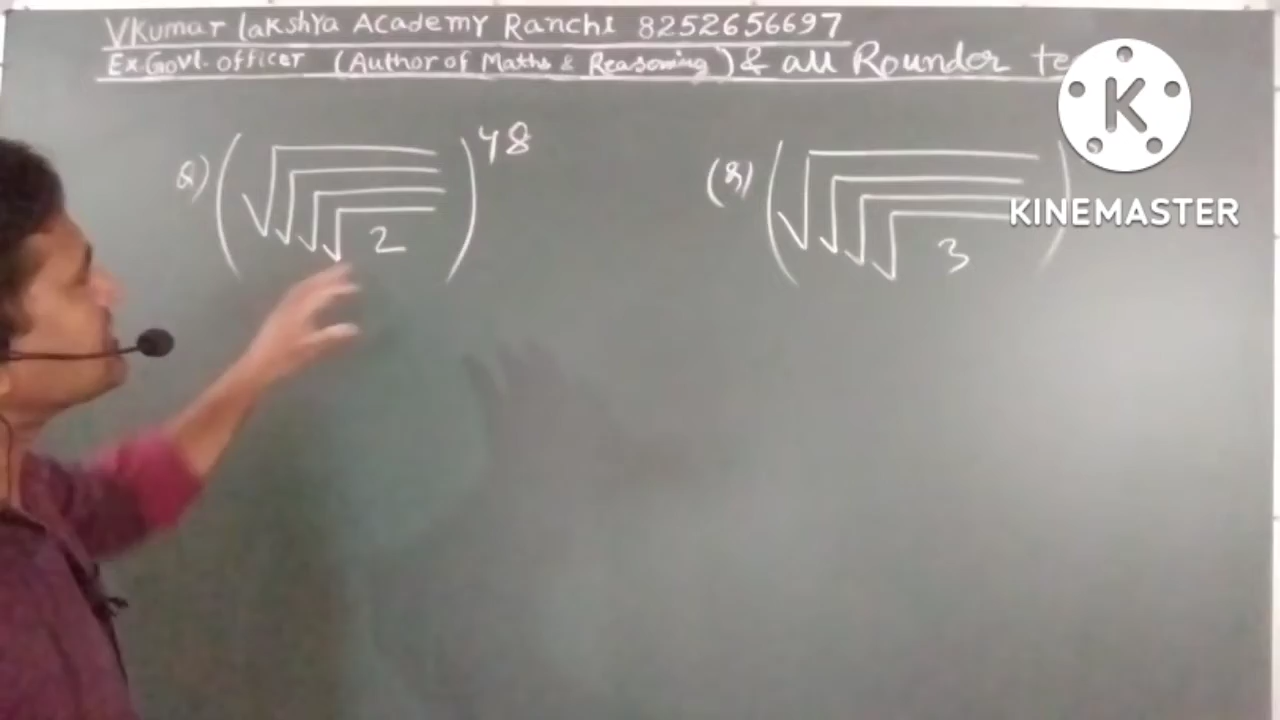 VKumar Lakshya Academy Ranchi 8252656697
Ex.Govt. officer (Author of Maths & Reasoning) & all Rounder te
Q) (√√√√2)^48
(Q) (√√√√3)
K
KINEMASTER